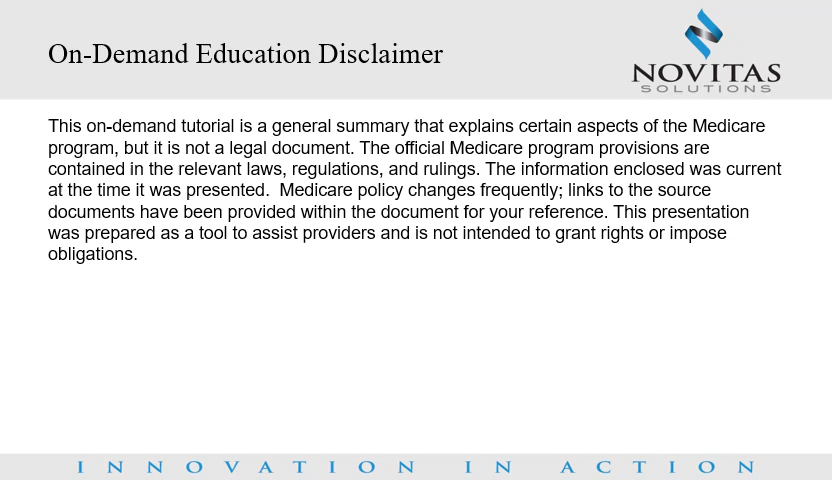 On-Demand Education Disclaimer
NOVITAS
SOLUTIONS
This on-demand tutorial is a general summary that explains certain aspects of the Medicare
program, but it is not a legal document. The official Medicare program provisions are
contained in the relevant laws, regulations, and rulings. The information enclosed was current
at the time it was presented.  Medicare policy changes frequently; links to the source
documents have been provided within the document for your reference. This presentation
was prepared as a tool to assist providers and is not intended to grant rights or impose
obligations.
INNOVATION IN ACTION